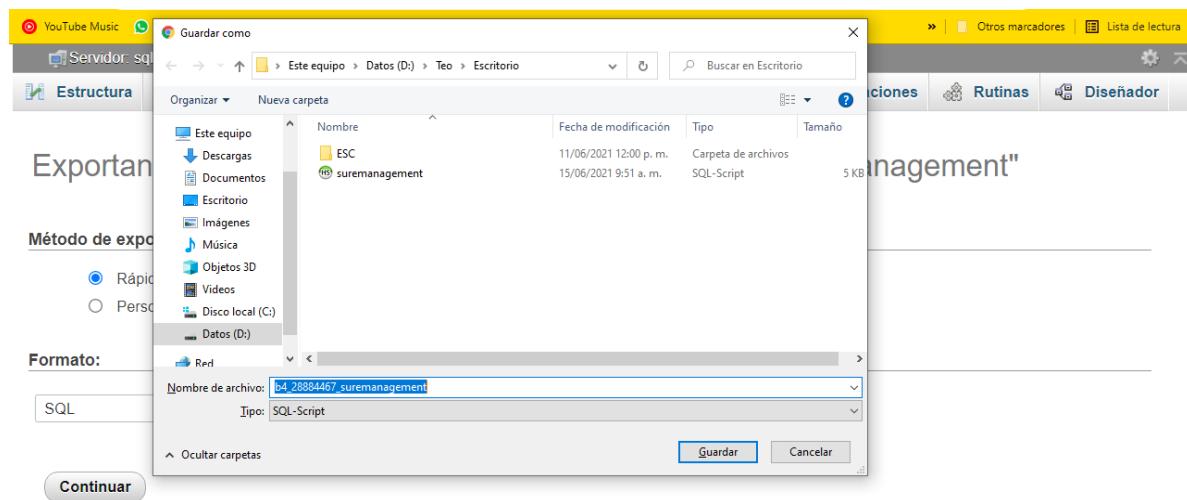 YouTube Music
Otros marcadores
Lista de lectura
Guardar como
Servidor: sql
Este equipo > Datos (D:) > Teo > Escritorio
Buscar en Escritorio
Estructura
ciones
Rutinas
Diseñador
Organizar
Nueva carpeta
Este equipo
Descargas
Documentos
Escritorio
Imágenes
Música
Objetos 3D
Videos
Disco local (C:)
Datos (D:)
Red
Nombre
Fecha de modificación
Tipo
Tamaño
ESC
11/06/2021 12:00 p. m.
Carpeta de archivos
suremanagement
15/06/2021 9:51 a. m.
SQL-Script
5 KB
Exportan
nagement"
Método de expo
Rápid
Perso
Formato:
SQL
Nombre de archivo:
b4_28884467_suremanagement
Tipo:
SQL-Script
Ocultar carpetas
Guardar
Cancelar
Continuar